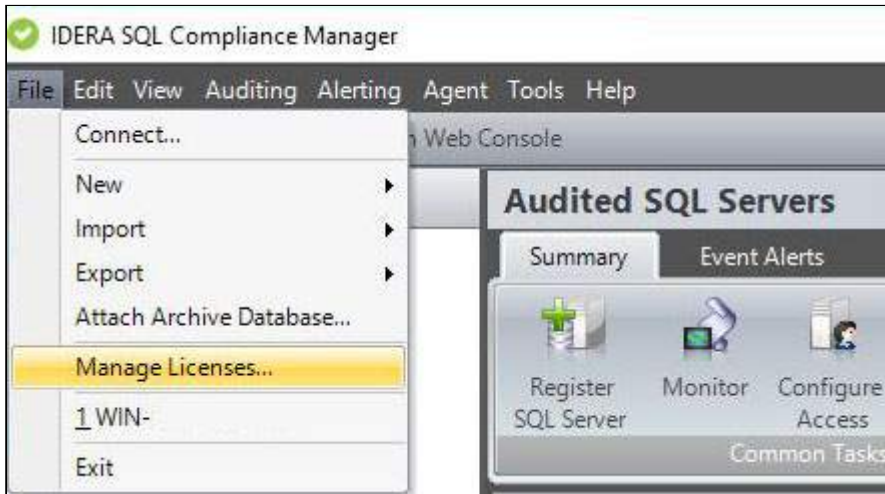 IDERA SQL Compliance Manager
File Edit View Auditing Alerting Agent Tools Help
Connect...
Web Console
New
Import
Export
Attach Archive Database...
Manage Licenses...
1 WIN-
Exit
Audited SQL Servers
Summary Event Alerts
Register SQL Server
Monitor
Configure Access
Common Tasks